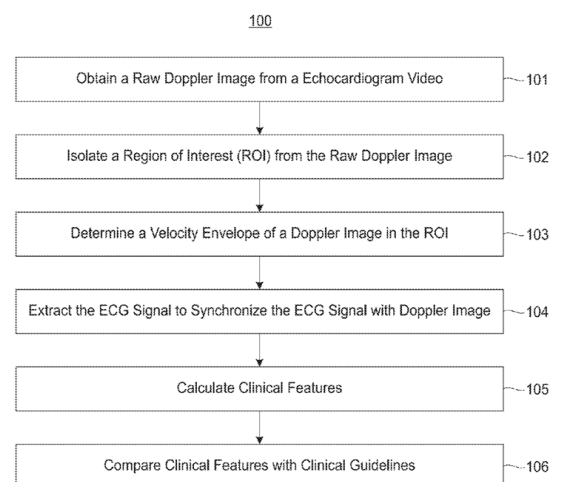 100
Obtain a Raw Doppler Image from a Echocardiogram Video
101
Isolate a Region of Interest (ROI) from the Raw Doppler Image
102
Determine a Velocity Envelope of a Doppler Image in the ROI
103
Extract the ECG Signal to Synchronize the ECG Signal with Doppler Image
104
Calculate Clinical Features
105
Compare Clinical Features with Clinical Guidelines
106